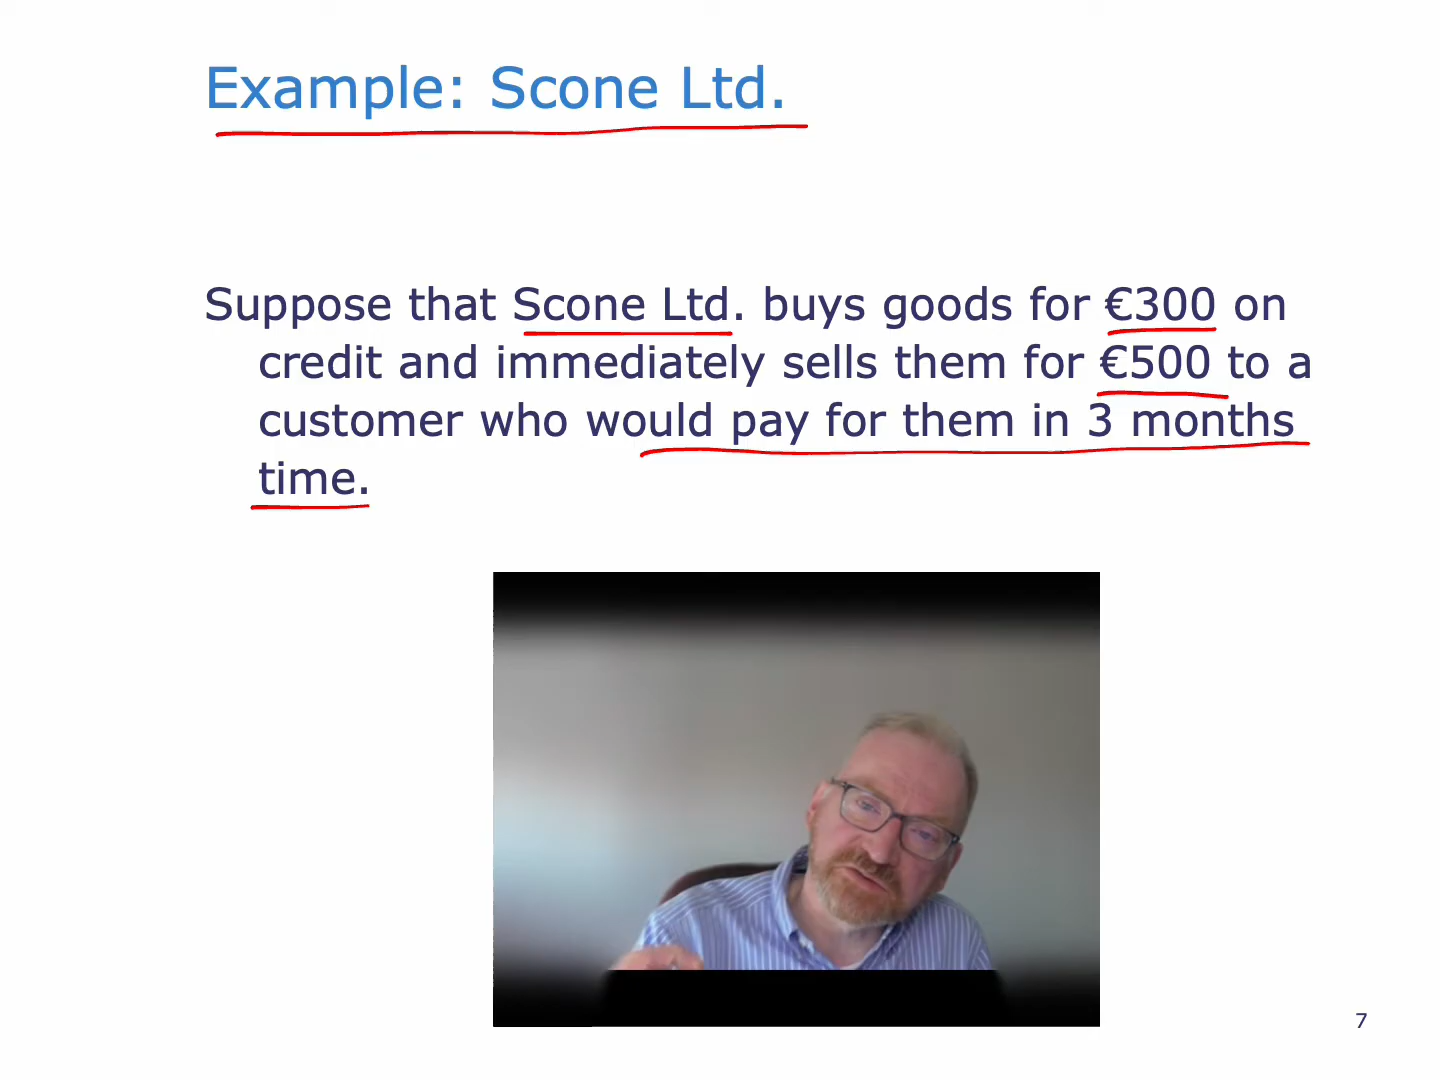 Example: Scone Ltd.
Suppose that Scone Ltd. buys goods for €300 on
credit and immediately sells them for €500 to a
customer who would pay for them in 3 months
time.
7